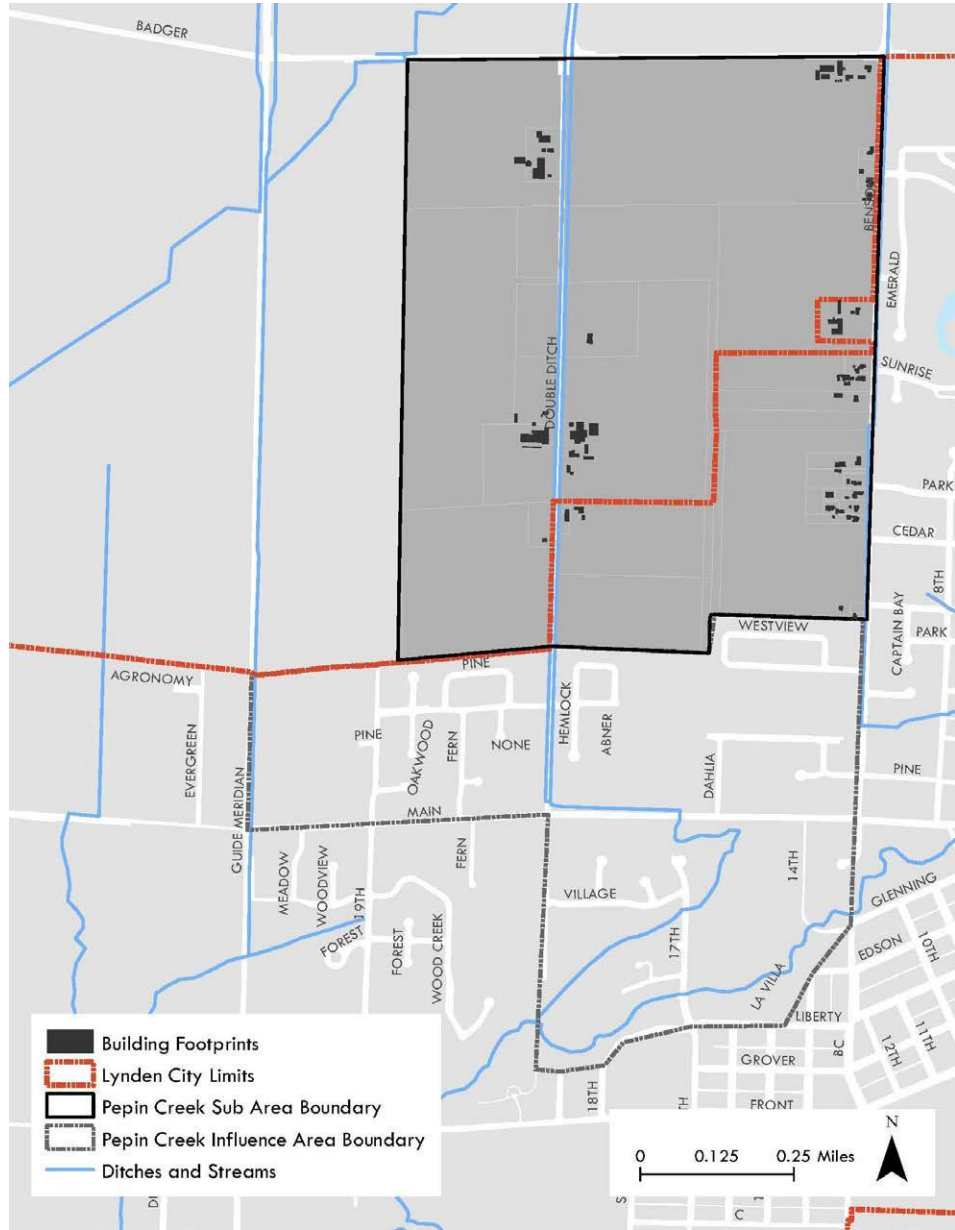 BADGER
BENSON
EMERALD
DOUBLE DITCH
SUNRISE
PARK
CEDAR
8TH
CAPTAIN BAY
PARK
WESTVIEW
PINE
AGRONOMY
HEMLOCK
ABNER
EVERGREEN
PINE
OAKWOOD
FERN
NONE
DAHLIA
PINE
GUIDE MERIDIAN
MAIN
MEADOW
WOODVIEW
19TH
FERN
VILLAGE
14TH
GLENNING
FOREST
FOREST
WOOD CREEK
17TH
LA VILLA
EDSON
10TH
LIBERTY
BC
12TH
11TH
GROVER
18TH
TH
FRONT
Building Footprints
Lynden City Limits
Pepin Creek Sub Area Boundary
Pepin Creek Influence Area Boundary
Ditches and Streams
N
0 0.125 0.25 Miles
S
1
C